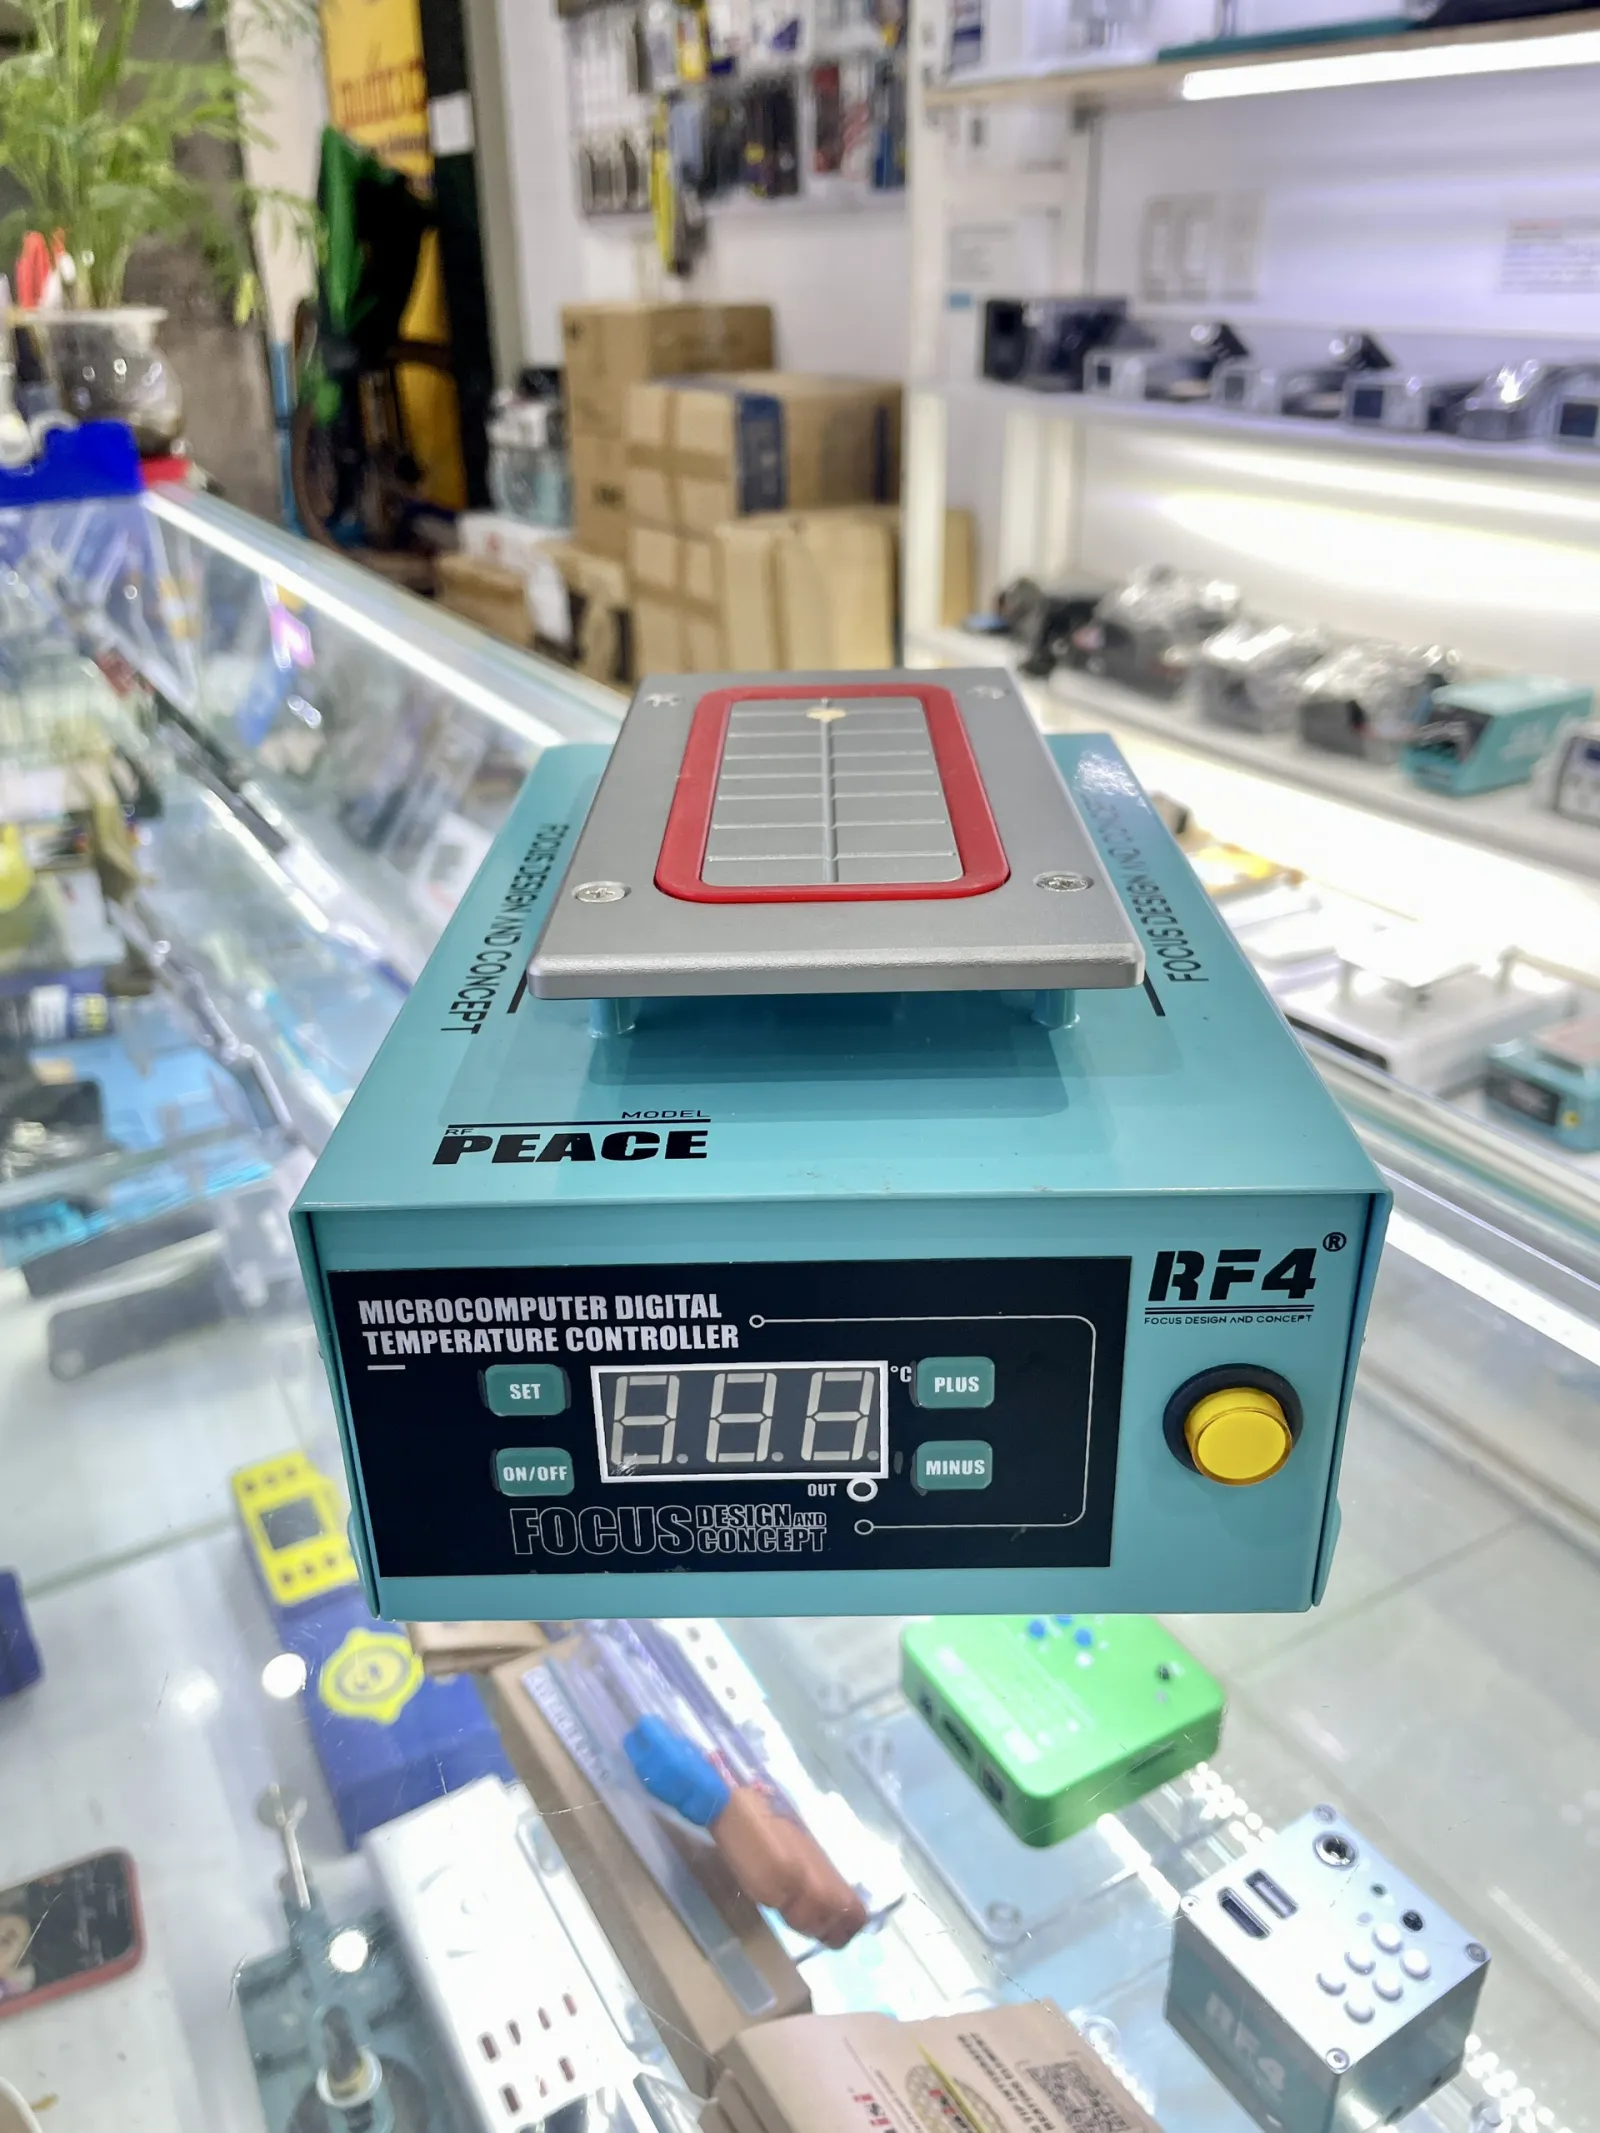 FOCUS DESIGN AND CONCEPT
FOCUS DESIGN AND CONCEPT
MODEL
RF
PEACE
RF4®
FOCUS DESIGN AND CONCEPT
MICROCOMPUTER DIGITAL
TEMPERATURE CONTROLLER
SET
°C
PLUS
ON/OFF
MINUS
OUT
FOCUS DESIGN AND
CONCEPT
RF4